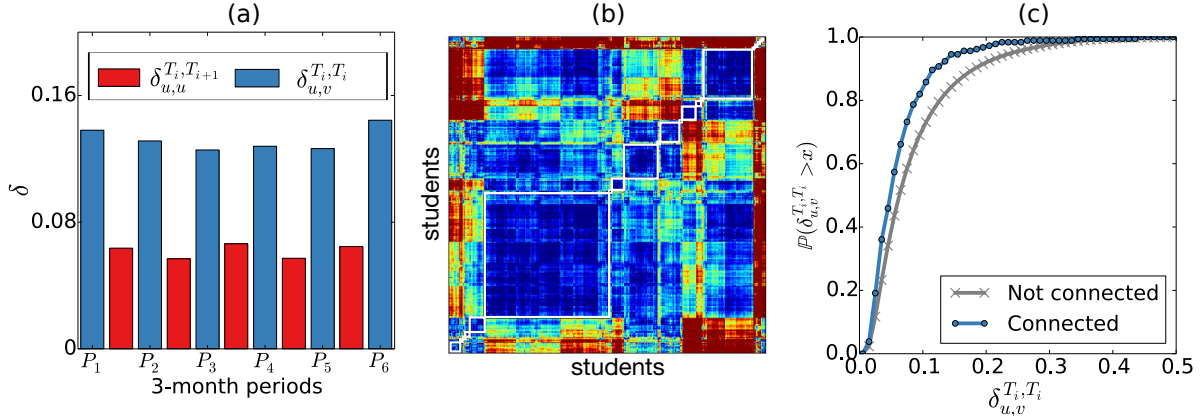 (a)
δ_{u,u}^{T_i,T_{i+1}} δ_{u,v}^{T_i,T_i}
0.16
0.08
0
δ
P_1 P_2 P_3 P_4 P_5 P_6
3-month periods
(b)
students
students
(c)
1.0
0.8
0.6
0.4
0.2
0.0
ℙ(δ_{u,v}^{T_i,T_i} > x)
Not connected
Connected
0.0 0.1 0.2 0.3 0.4 0.5
δ_{u,v}^{T_i,T_i}